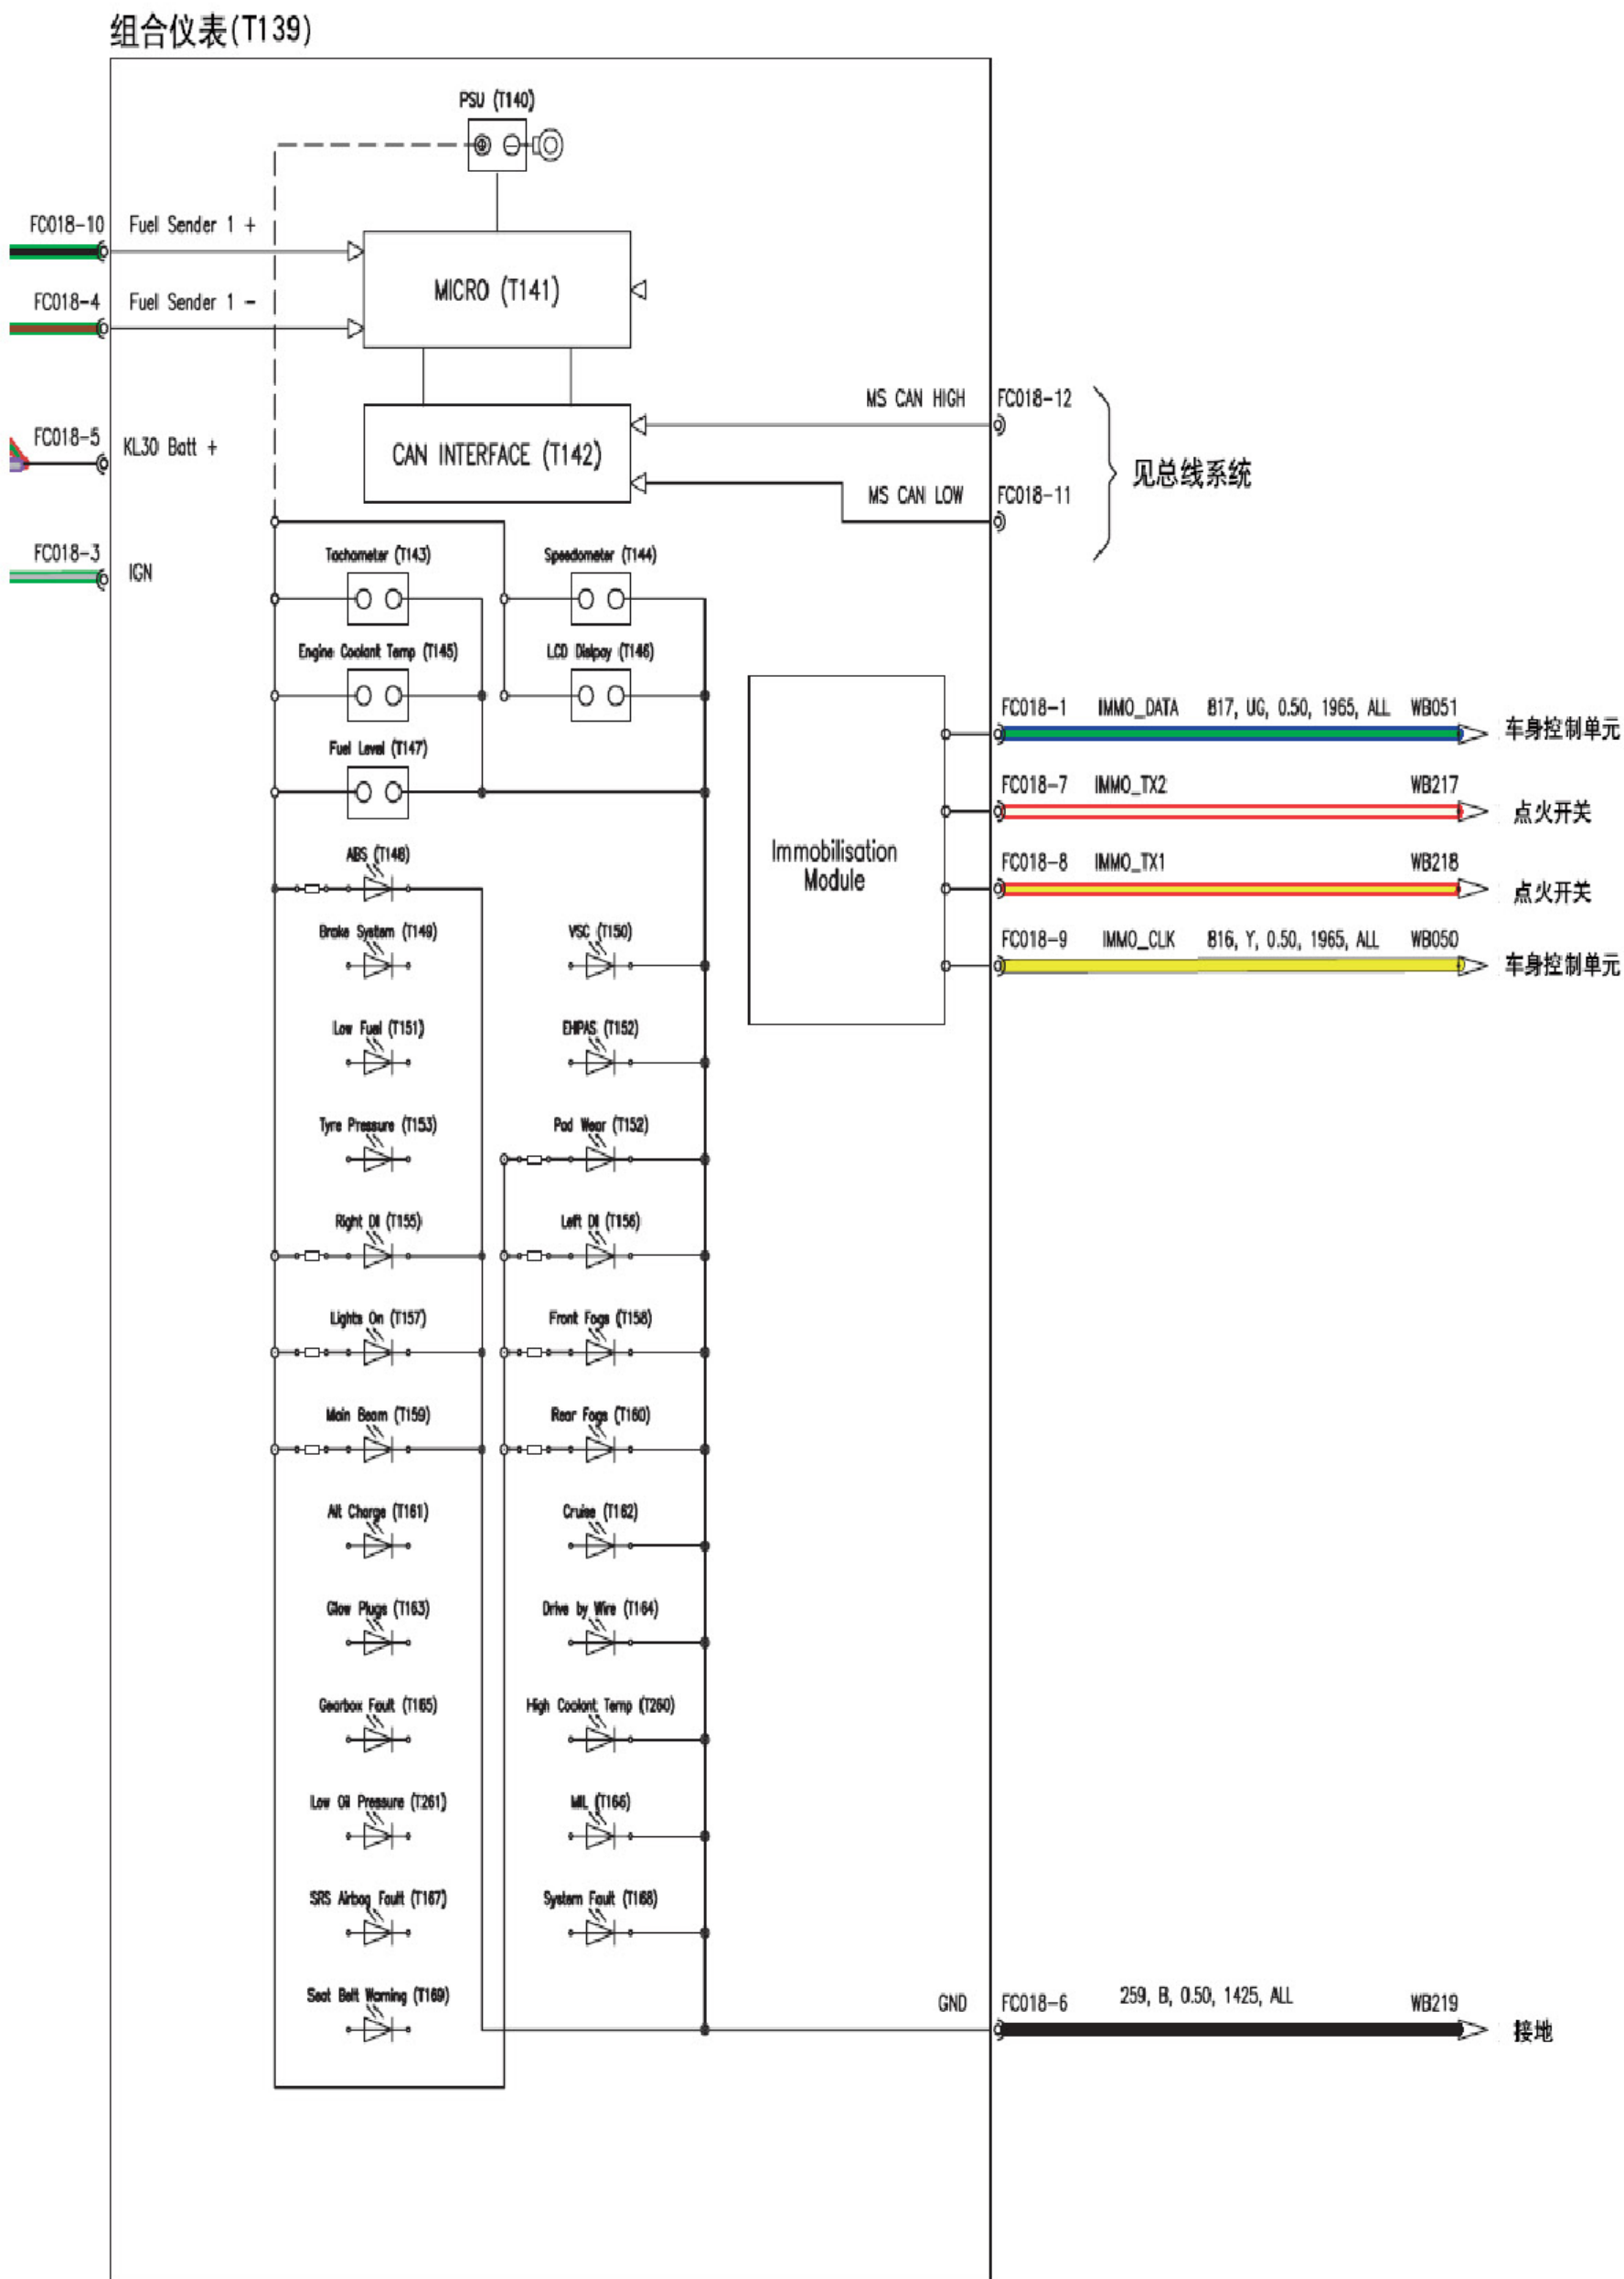 组合仪表(T139)
PSU (T140)
FC018-10 Fuel Sender 1 +
MICRO (T141)
FC018-4 Fuel Sender 1 -
MS CAN HIGH FC018-12
FC018-5 KL30 Batt +
CAN INTERFACE (T142)
见总线系统
MS CAN LOW FC018-11
FC018-3 IGN
Tachometer (T143) Speedometer (T144)
Engine Coolant Temp (T145) LCD Dislpay (T146)
FC018-1 IMMO_DATA 817, UG, 0.50, 1965, ALL WB051
车身控制单元
Fuel Level (T147)
FC018-7 IMMO_TX2 WB217
点火开关
Immobilisation
Module
ABS (T148)
FC018-8 IMMO_TX1 WB218
点火开关
Brake System (T149) VSC (T150)
FC018-9 IMMO_CLK 816, Y, 0.50, 1965, ALL WB050
车身控制单元
Low Fuel (T151) EHPAS (T152)
Tyre Pressure (T153) Pad Wear (T152)
Right DI (T155) Left DI (T156)
Lights On (T157) Front Fogs (T158)
Main Beam (T159) Rear Fogs (T160)
Alt Charge (T161) Cruise (T162)
Glow Plugs (T163) Drive by Wire (T164)
Gearbox Fault (T165) High Coolant Temp (T260)
Low Oil Pressure (T261) MIL (T166)
SRS Airbag Fault (T167) System Fault (T168)
Seat Belt Warning (T169)
GND FC018-6 259, B, 0.50, 1425, ALL WB219
接地